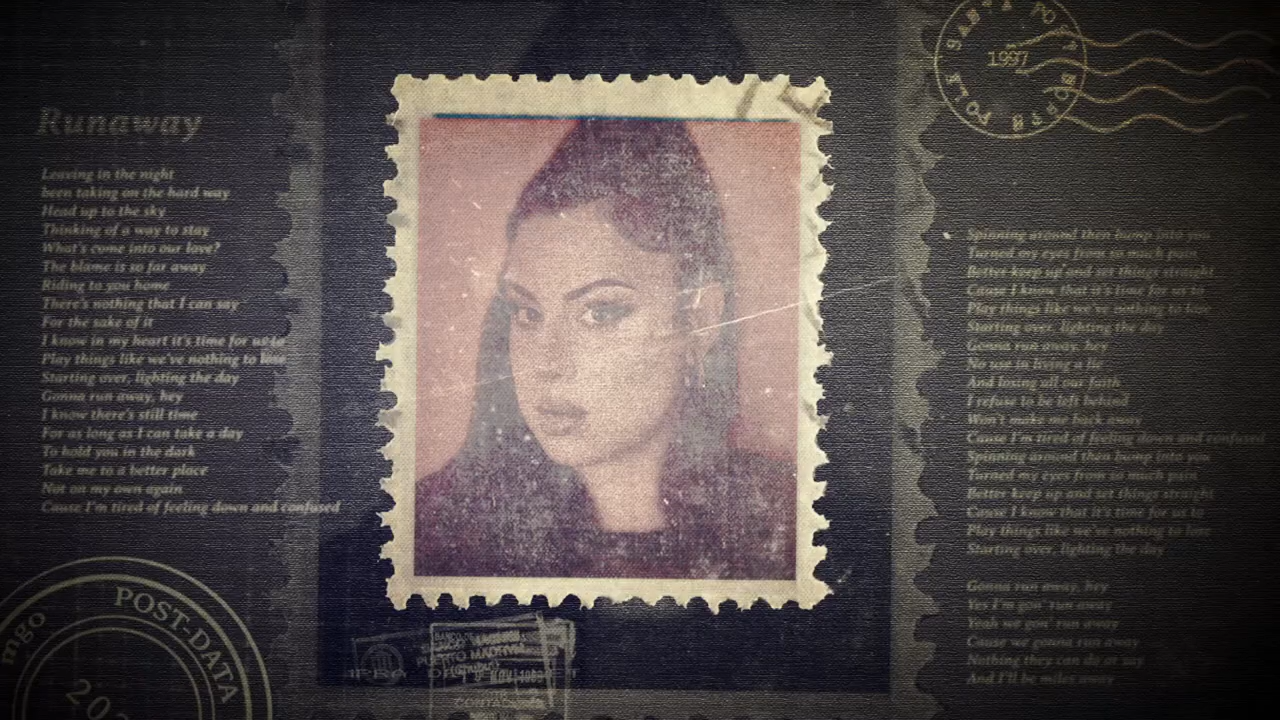 Runaway
Leaving in the night
been taking on the hard way
Head up to the sky
Thinking of a way to stay
What's come into our love?
The blame is so far away
Riding to you home
There's nothing that I can say
For the sake of it
I know in my heart it's time for us to
Play things like we've nothing to lose
Starting over, lighting the day
Gonna run away, hey
I know there's still time
For as long as I can take a day
To hold you in the dark
Take me to a better place
Not on my own again
Cause I'm tired of feeling down and confused
1997
Spinning around then bump into you
Turned my eyes from so much pain
Better keep up and set things straight
Cause I know that it's time for us to
Play things like we've nothing to lose
Starting over, lighting the day
Gonna run away, hey
No use in living a lie
And losing all our faith
I refuse to be left behind
Won't make me back away
Cause I'm tired of feeling down and confused
Spinning around then bump into you
Turned my eyes from so much pain
Better keep up and set things straight
Cause I know that it's time for us to
Play things like we've nothing to lose
Starting over, lighting the day
Gonna run away, hey
Yes I'm gon' run away
Yeah we gon' run away
Cause we gonna run away
Nothing they can do or say
And I'll be miles away
POST-DATA